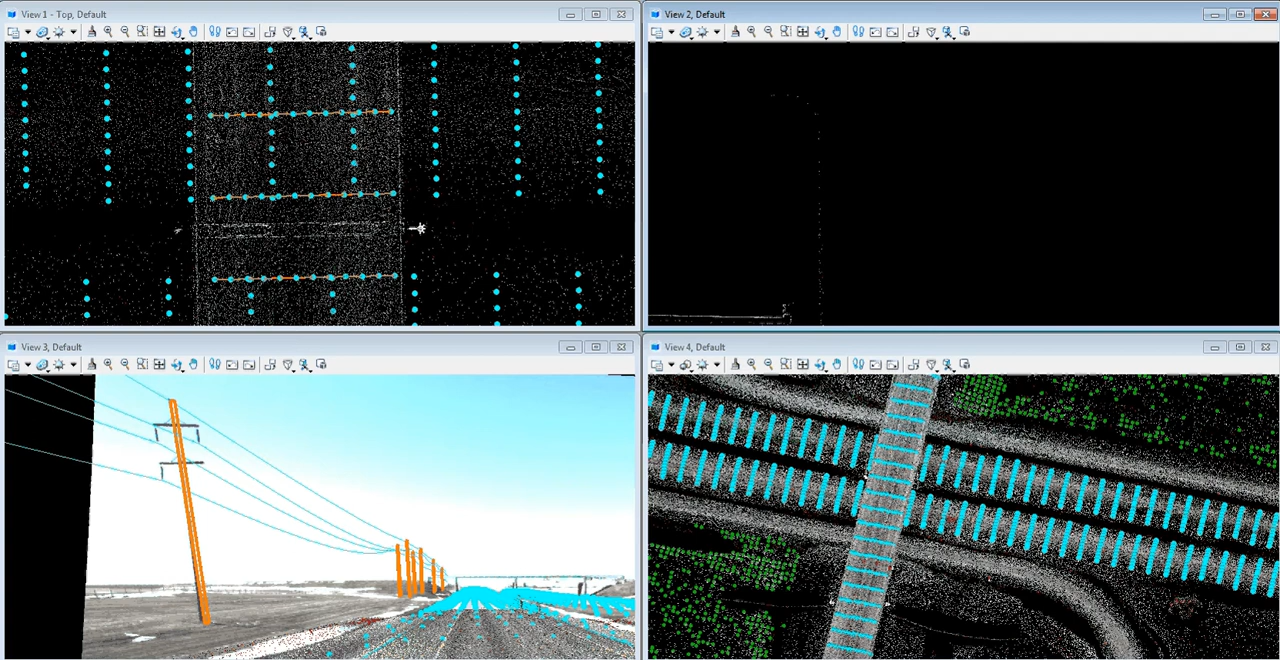 View 1 - Top, Default
View 2, Default
View 3, Default
View 4, Default